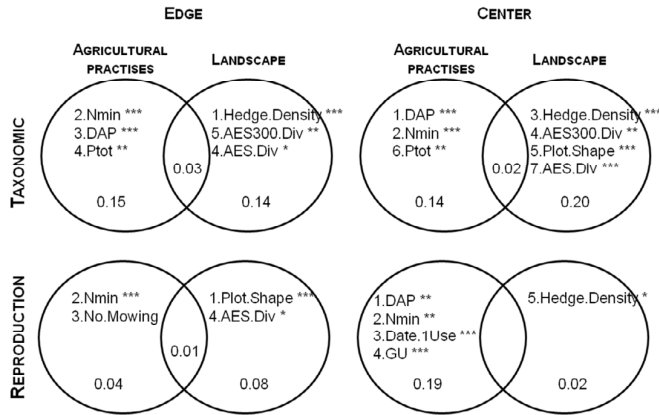 EDGE
CENTER
AGRICULTURAL PRACTISES
LANDSCAPE
AGRICULTURAL PRACTISES
LANDSCAPE
TAXONOMIC
2.Nmin ***
3.DAP ***
4.Ptot **
0.15
0.03
1.Hedge.Density ***
5.AES300.Div **
4.AES.Div *
0.14
1.DAP ***
2.Nmin ***
6.Ptot **
0.14
0.02
3.Hedge.Density ***
4.AES300.Div **
5.Plot.Shape ***
7.AES.Div ***
0.20
REPRODUCTION
2.Nmin ***
3.No.Mowing
0.04
0.01
1.Plot.Shape ***
4.AES.Div *
0.08
1.DAP **
2.Nmin **
3.Date.1Use ***
4.GU ***
0.19
5.Hedge.Density *
0.02